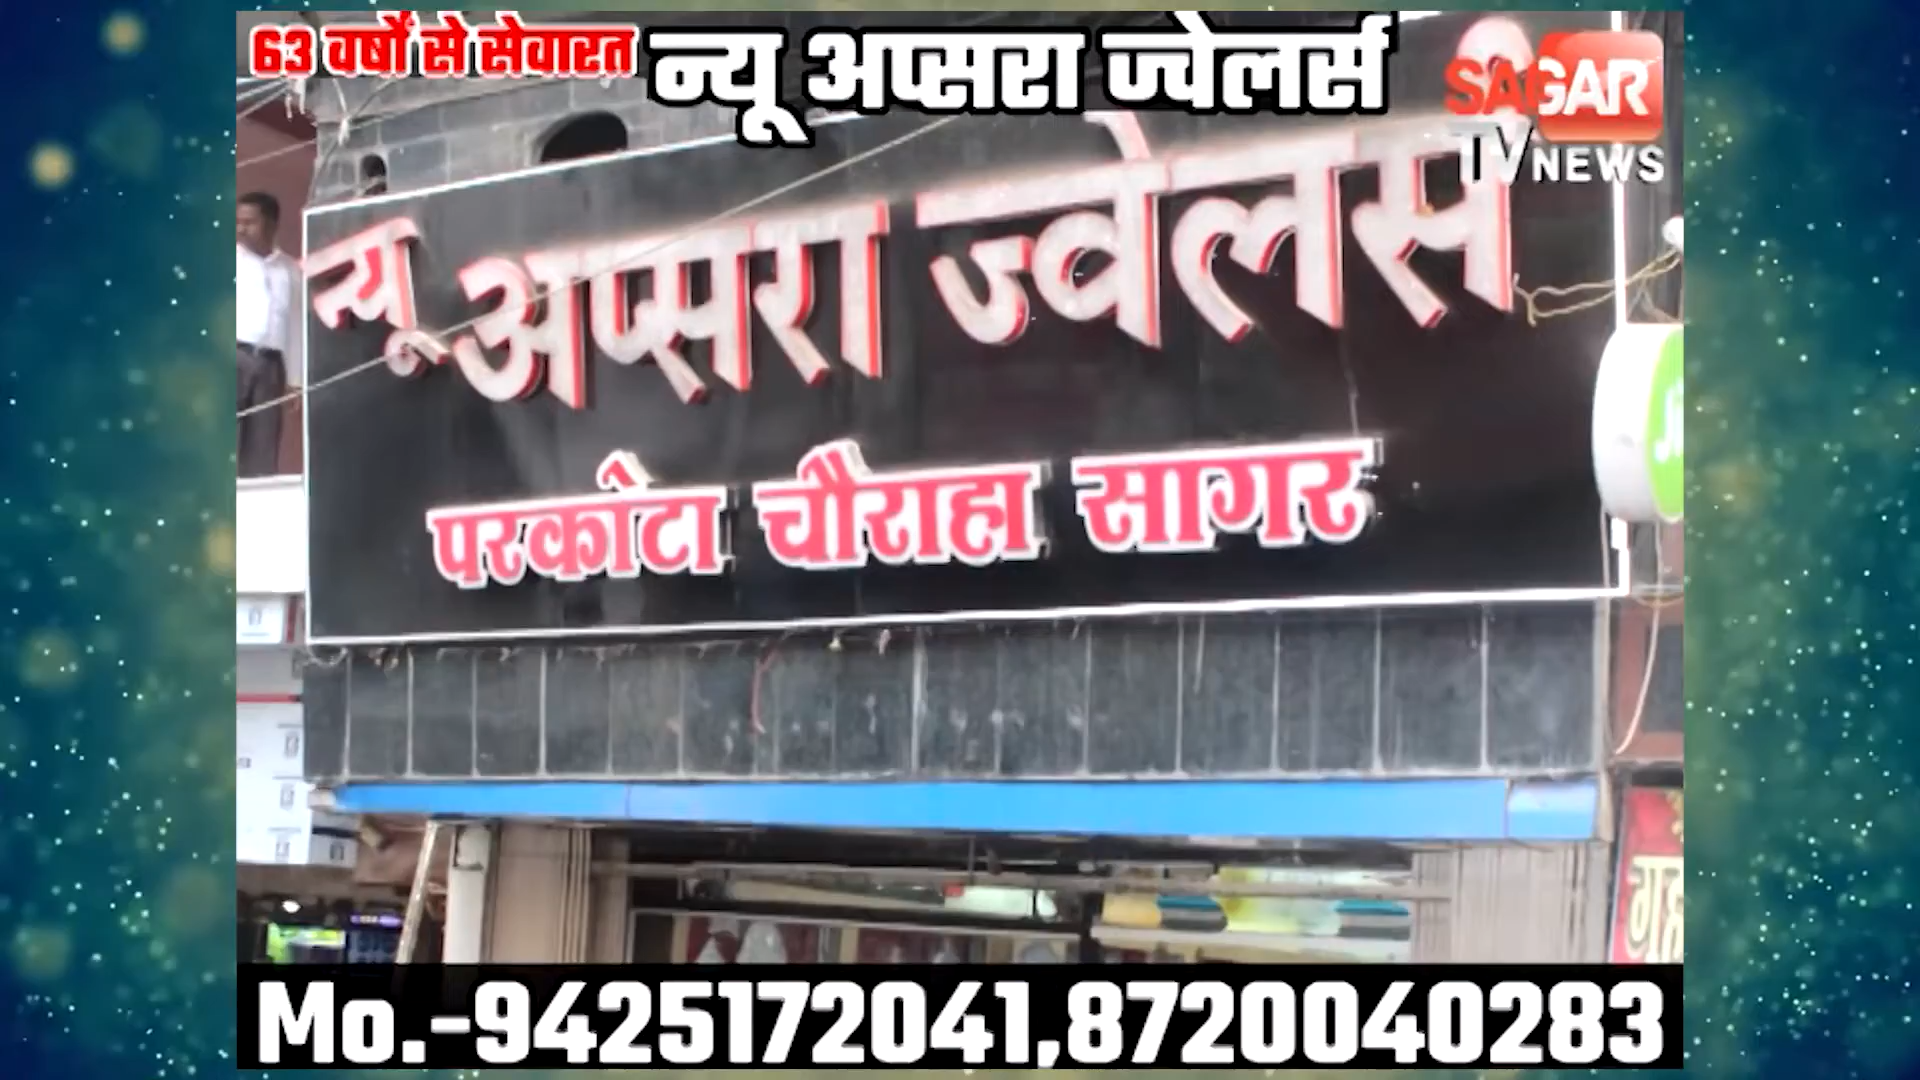 63 वर्षों से सेवारत न्यू अप्सरा ज्वेलर्स
SAGAR
TV NEWS
न्यू अप्सरा ज्वेलर्स
परकोटा चौराहा सागर
Mo.-9425172041,8720040283